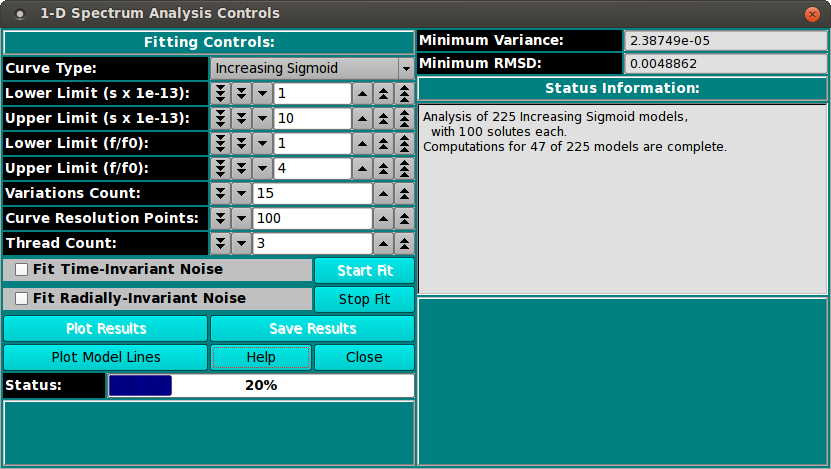 1-D Spectrum Analysis Controls
Fitting Controls:
Curve Type: Increasing Sigmoid
Lower Limit (s x 1e-13): 1
Upper Limit (s x 1e-13): 10
Lower Limit (f/f0): 1
Upper Limit (f/f0): 4
Variations Count: 15
Curve Resolution Points: 100
Thread Count: 3
Fit Time-Invariant Noise Start Fit
Fit Radially-Invariant Noise Stop Fit
Plot Results Save Results
Plot Model Lines Help Close
Status: 20%
Minimum Variance: 2.38749e-05
Minimum RMSD: 0.0048862
Status Information:
Analysis of 225 Increasing Sigmoid models,
with 100 solutes each.
Computations for 47 of 225 models are complete.